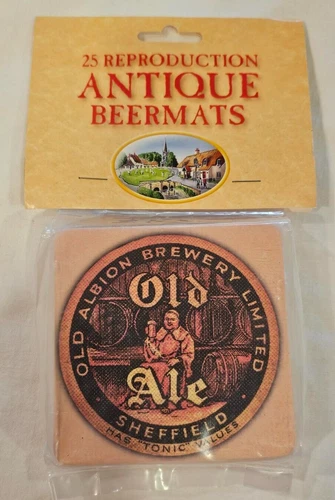 25 REPRODUCTION
ANTIQUE
BEERMATS
OLD ALBION BREWERY LIMITED
Old
Ale
· SHEFFIELD ·
HAS "TONIC" VALUES